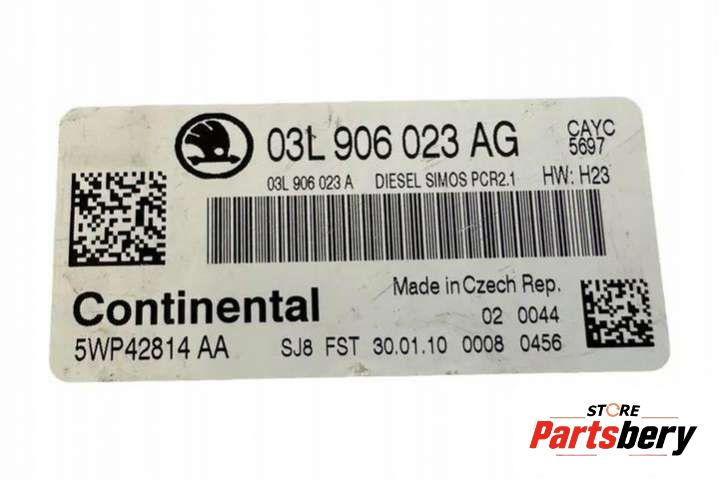 03L 906 023 AG
CAYC
5697
03L 906 023 A DIESEL SIMOS PCR2.1 HW: H23
Continental
Made in Czech Rep.
02 0044
5WP42814 AA SJ8 FST 30.01.10 0008 0456
STORE
Partsbery